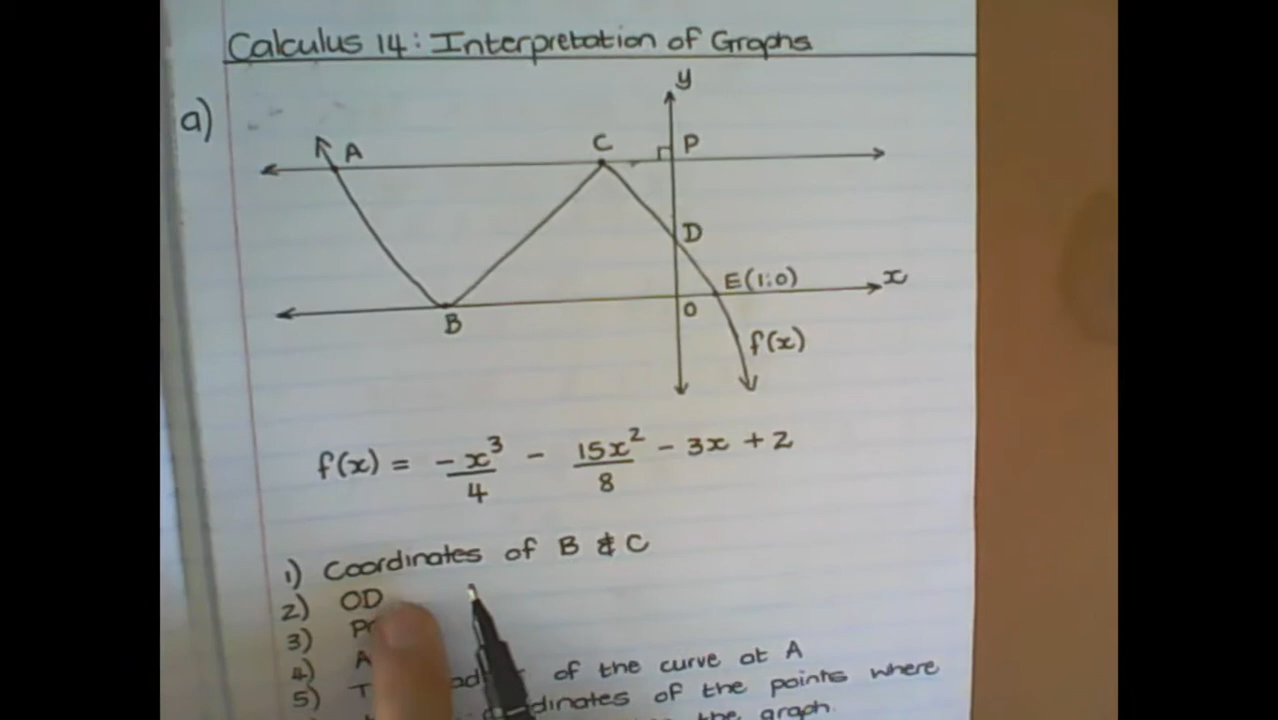 Calculus 14: Interpretation of Graphs
a)
y
A
C
P
D
E(1;0)
x
B
0
f(x)
f(x) = -x³/4 - 15x²/8 - 3x + 2
1) Coordinates of B & C
2) OD
3)
4) A
5) T of the curve at A
of the points where
the graph.